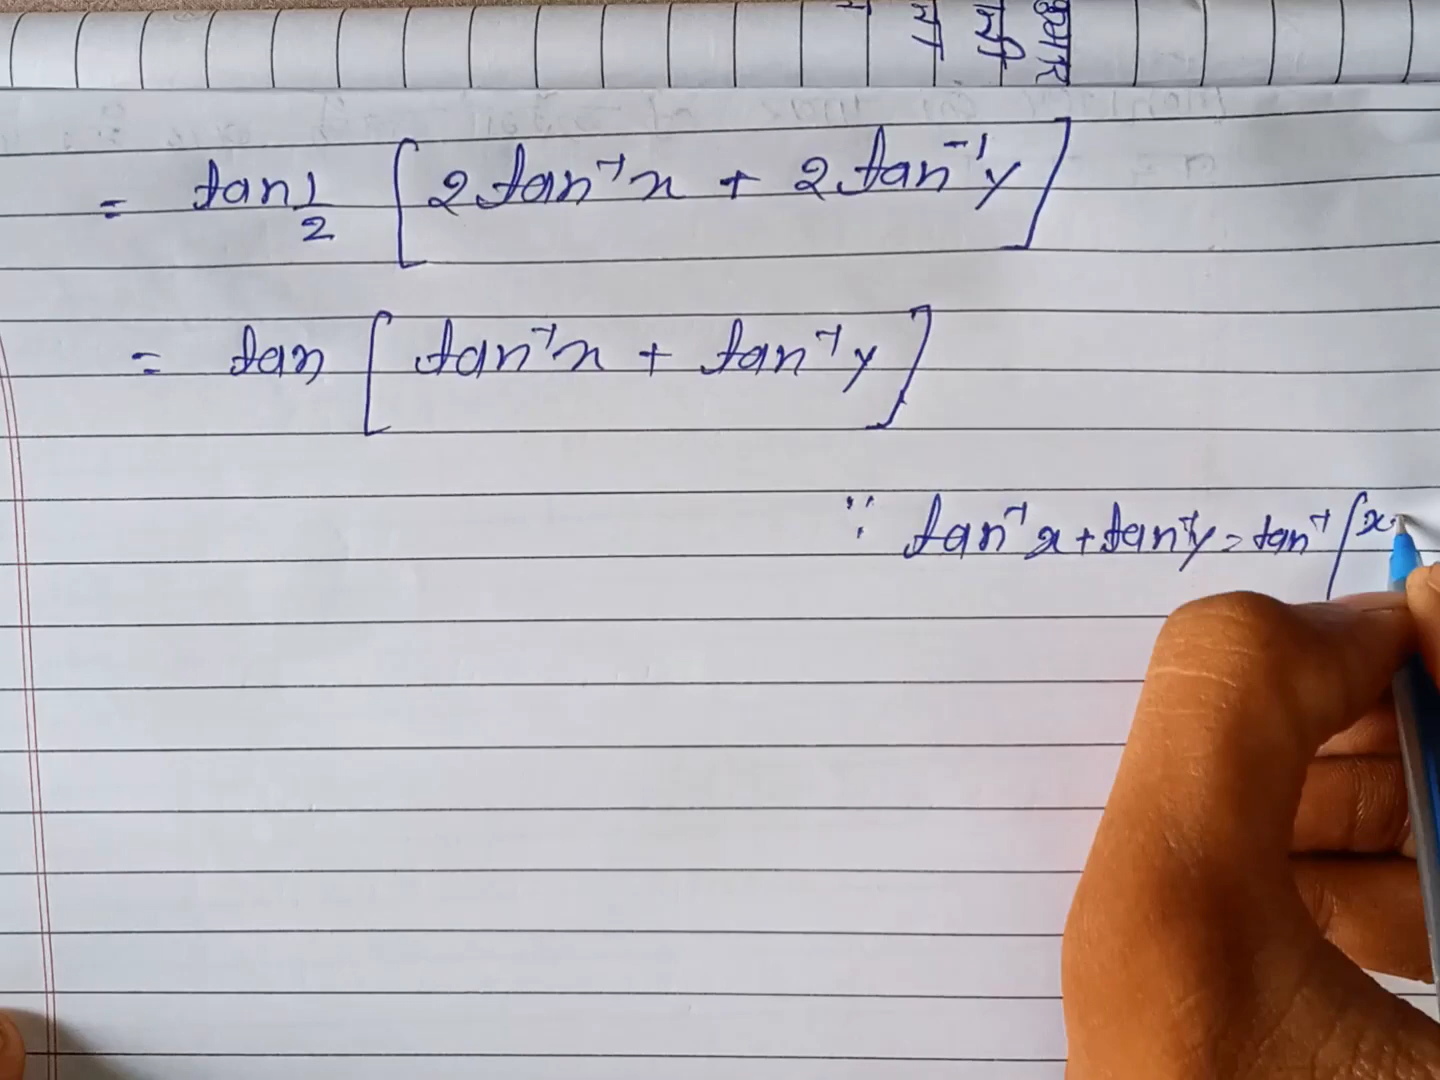 = tan 1/2 [2 tan⁻¹x + 2 tan⁻¹y]
= tan [tan⁻¹x + tan⁻¹y]
∵ tan⁻¹x + tan⁻¹y = tan⁻¹ (x